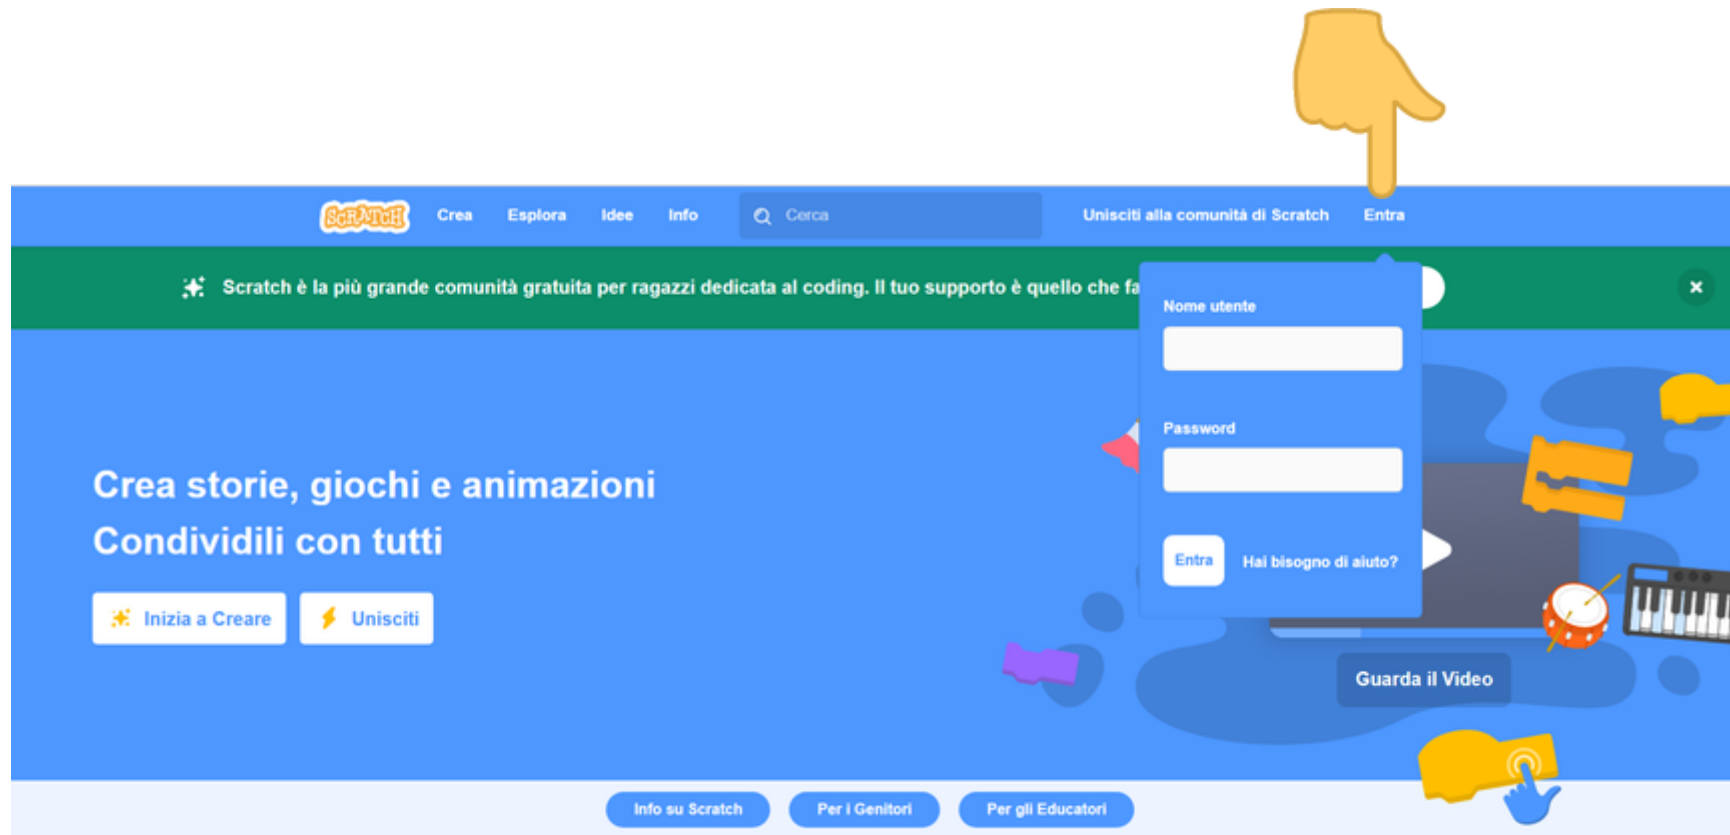 SCRATCH Crea Esplora Idee Info Cerca Unisciti alla comunità di Scratch Entra
Scratch è la più grande comunità gratuita per ragazzi dedicata al coding. Il tuo supporto è quello che fa
Nome utente
Password
Entra Hai bisogno di aiuto?
Crea storie, giochi e animazioni
Condividili con tutti
Inizia a Creare Unisciti
Guarda il Video
Info su Scratch Per i Genitori Per gli Educatori